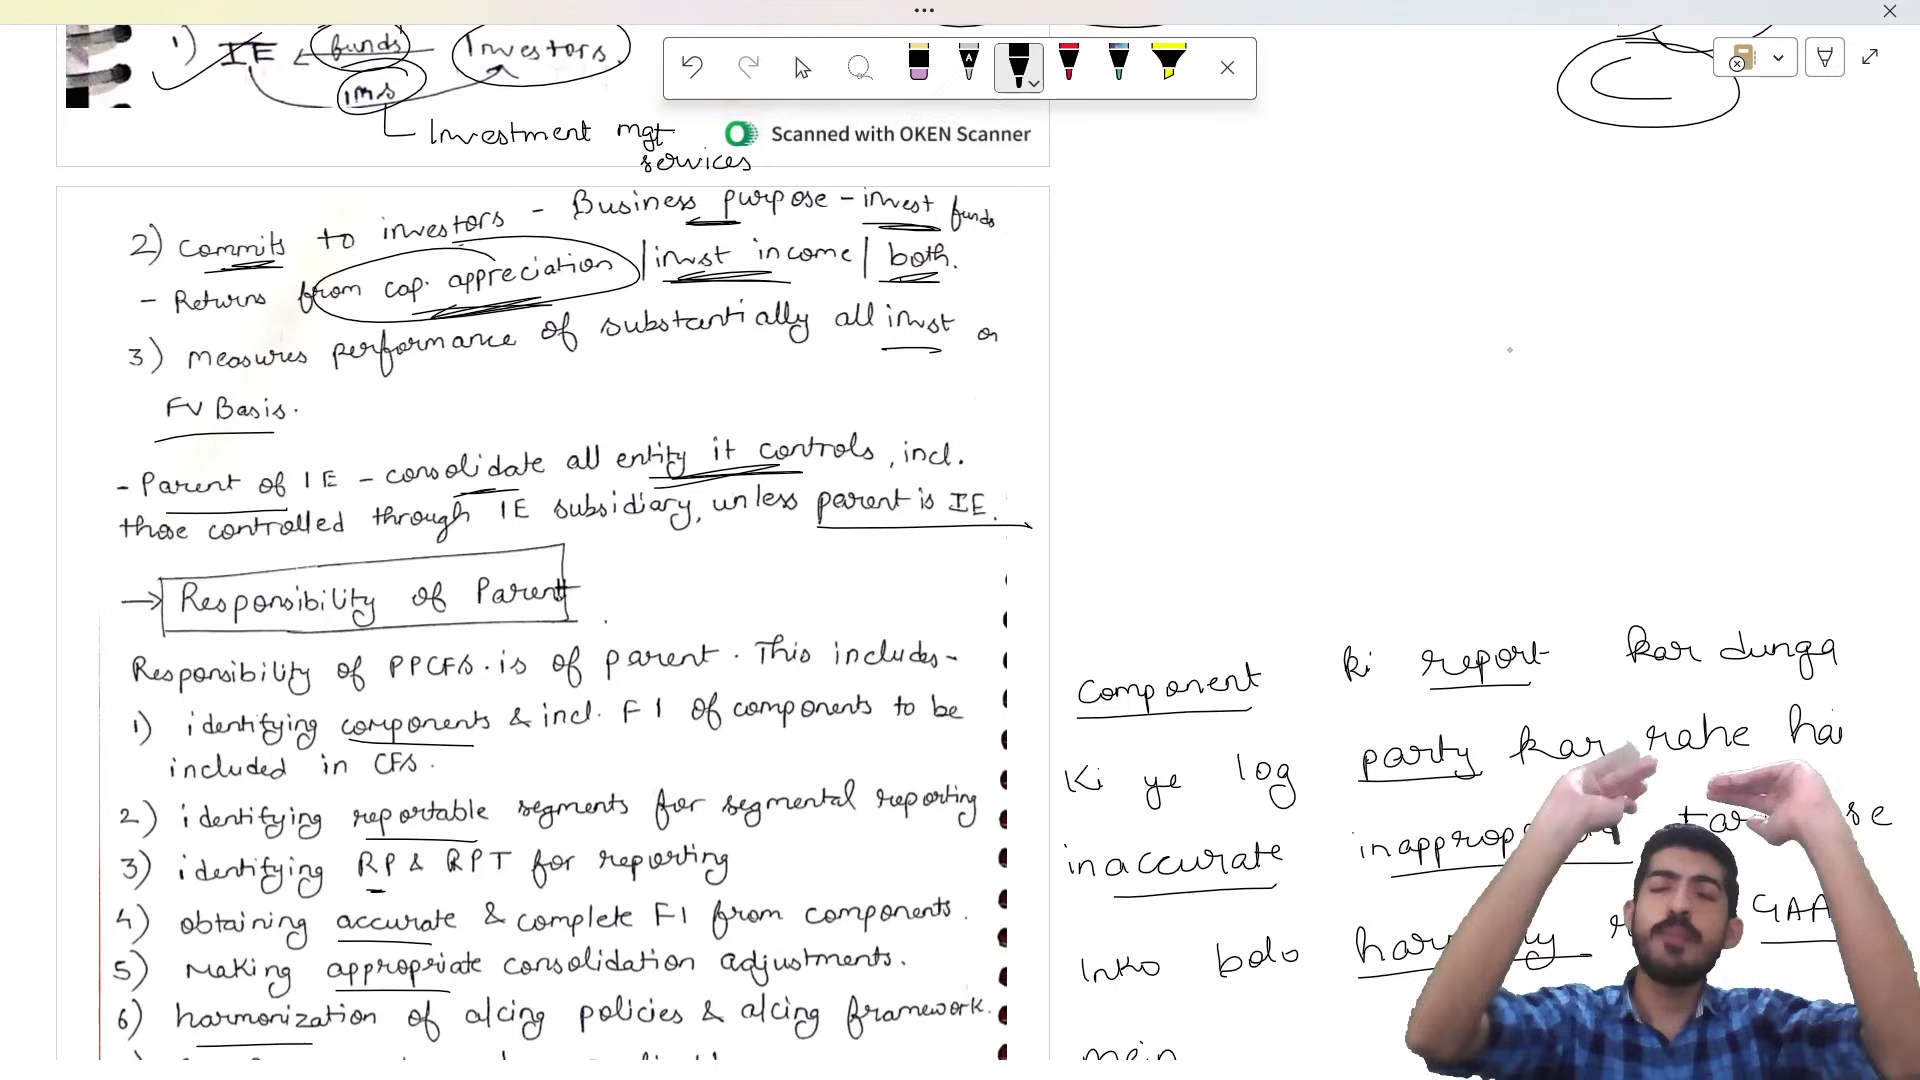 1) IE funds Investors.
IMS
Investment mgt
services
Scanned with OKEN Scanner
2) commits to investors - Business purpose - invest funds
- Returns from cap. appreciation / invst income / both.
3) measures performance of substantially all invst on
FV Basis.
- Parent of IE - consolidate all entity it controls, incl.
those controlled through IE subsidiary, unless parent is IE.
→ Responsibility of Parent
Responsibility of PPCFS. is of parent. This includes-
1) identifying components & incl. FI of components to be
included in CFS.
2) identifying reportable segments for segmental reporting
3) identifying RP & RPT for reporting
4) obtaining accurate & complete FI from components.
5) Making appropriate consolidation adjustments.
6) harmonization of a/cing policies & a/cing framework.
component ki report kar dunga
Ki ye log party kar rahe hai
inaccurate
Inko bolo
mein